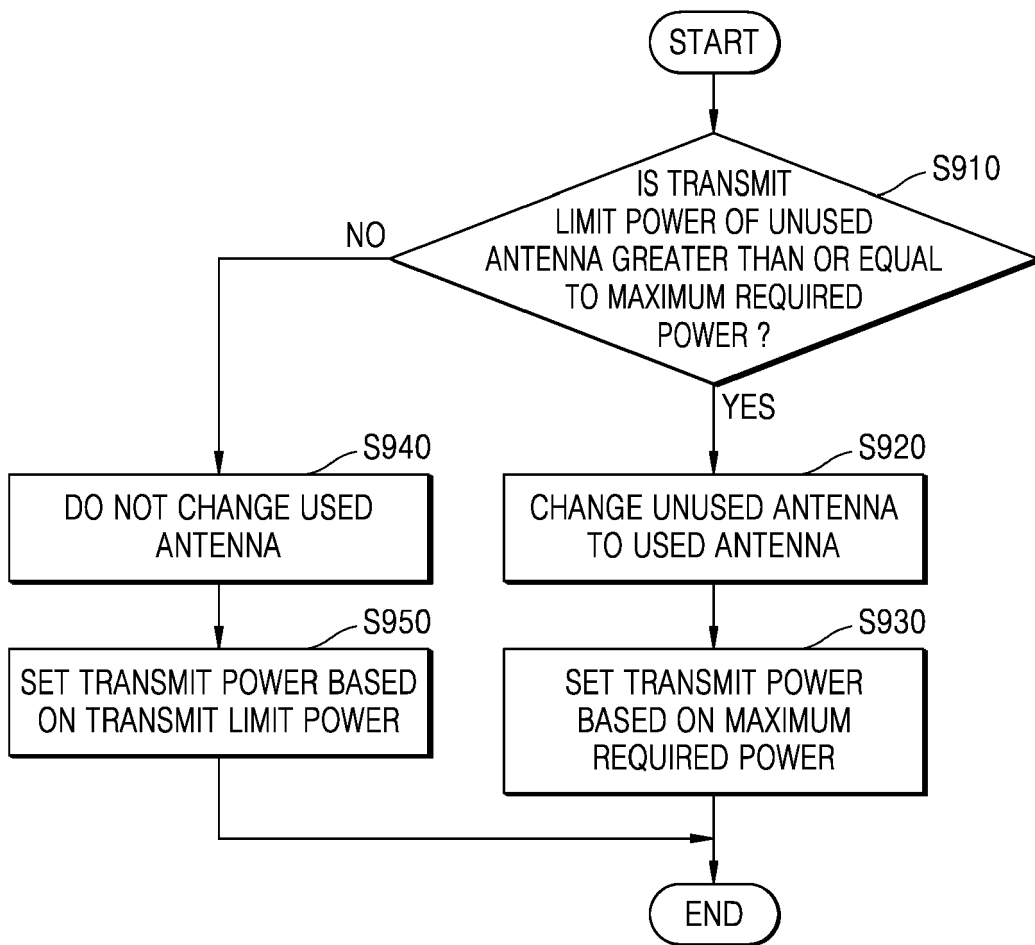 START
S910
IS TRANSMIT
LIMIT POWER OF UNUSED
ANTENNA GREATER THAN OR EQUAL
TO MAXIMUM REQUIRED
POWER ?
NO
YES
S940
DO NOT CHANGE USED
ANTENNA
S920
CHANGE UNUSED ANTENNA
TO USED ANTENNA
S950
SET TRANSMIT POWER BASED
ON TRANSMIT LIMIT POWER
S930
SET TRANSMIT POWER
BASED ON MAXIMUM
REQUIRED POWER
END